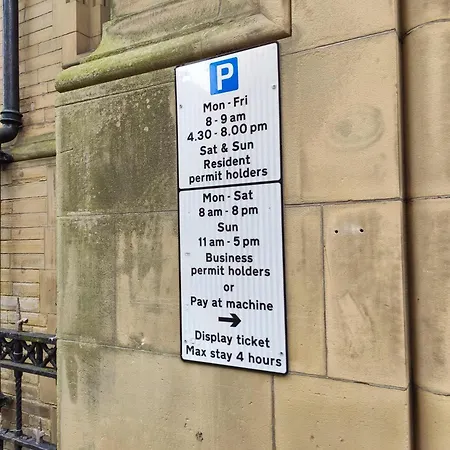 P
Mon - Fri
8 - 9 am
4.30 - 8.00 pm
Sat & Sun
Resident
permit holders
Mon - Sat
8 am - 8 pm
Sun
11 am - 5 pm
Business
permit holders
or
Pay at machine
→
Display ticket
Max stay 4 hours